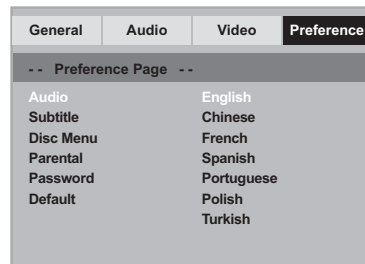 General Audio Video Preference
- - Preference Page - -
Audio English
Subtitle Chinese
Disc Menu French
Parental Spanish
Password Portuguese
Default Polish
Turkish